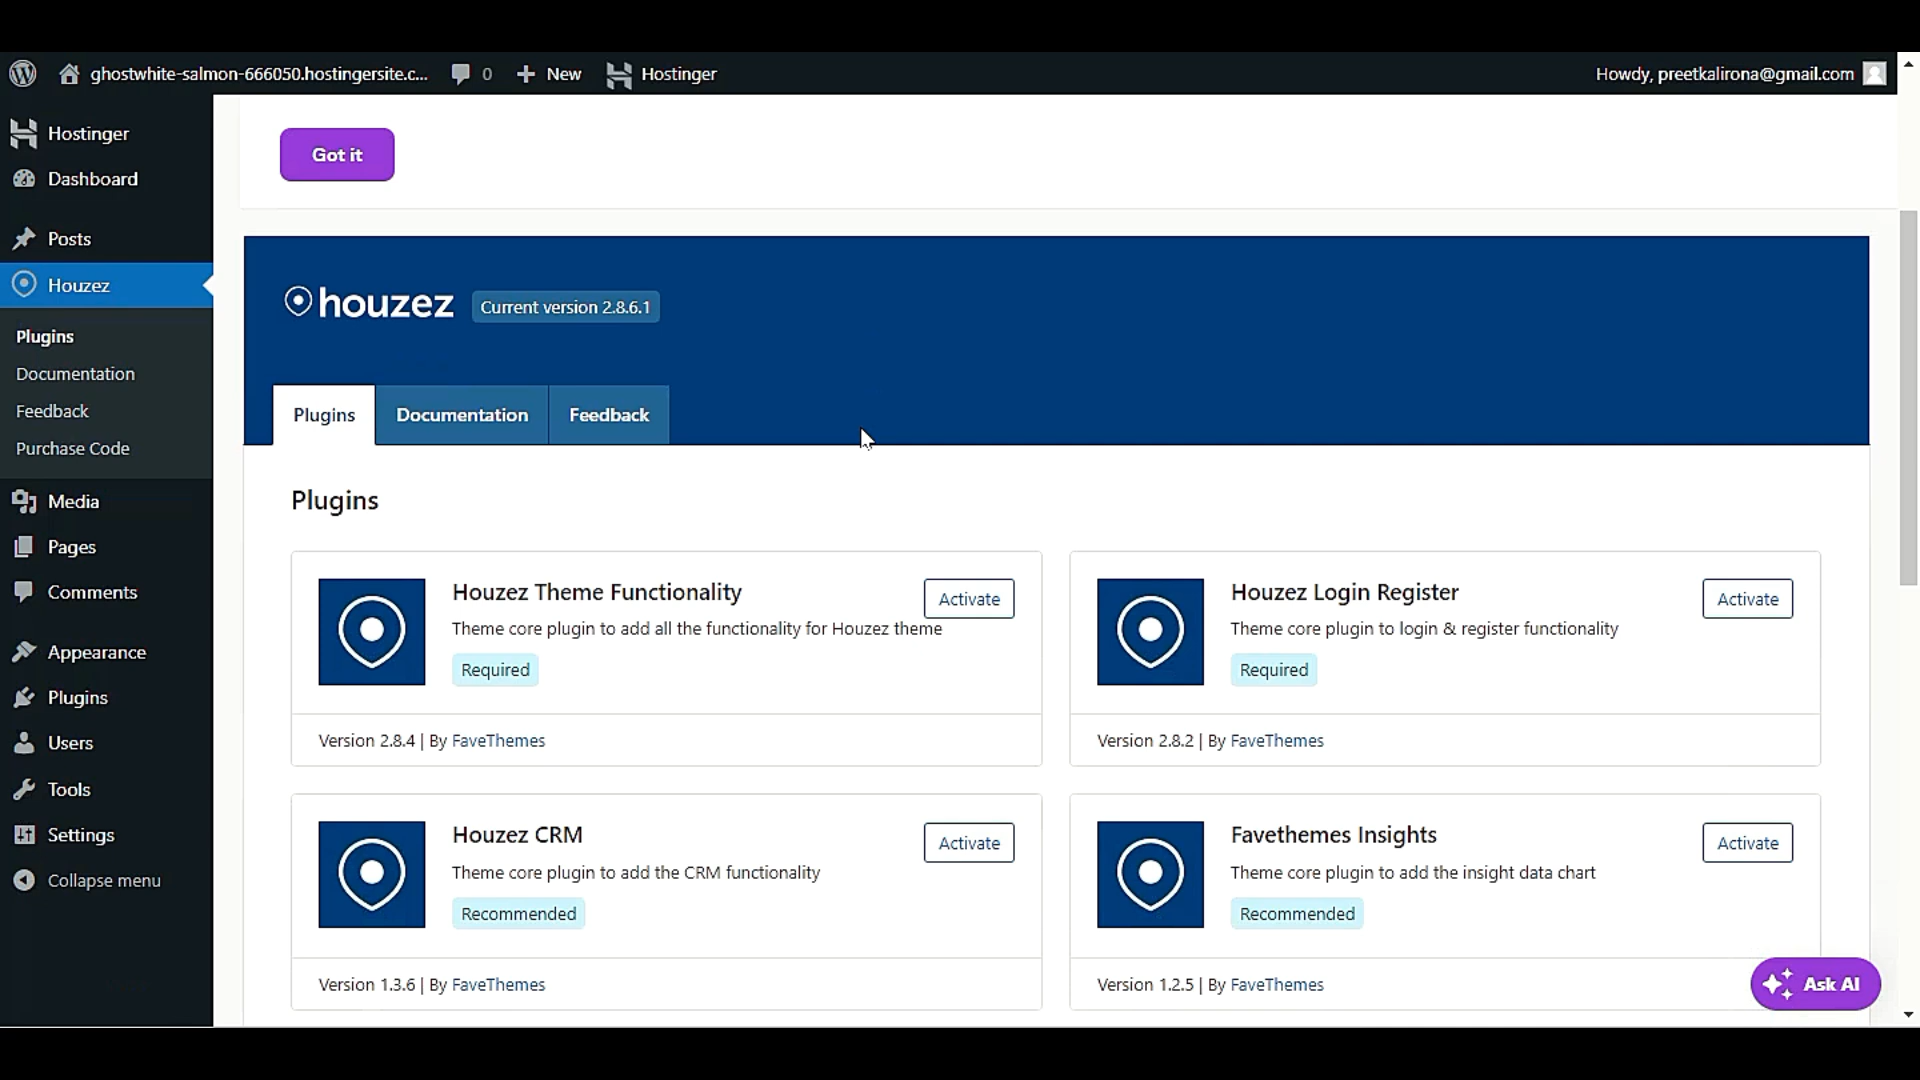 ghostwhite-salmon-666050.hostingersite.c...
0
New
Hostinger
Howdy, preetkalirona@gmail.com
Hostinger
Dashboard
Posts
Houzez
Plugins
Documentation
Feedback
Purchase Code
Media
Pages
Comments
Appearance
Plugins
Users
Tools
Settings
Collapse menu
Got it
houzez
Current version 2.8.6.1
Plugins
Documentation
Feedback
Plugins
Houzez Theme Functionality
Activate
Theme core plugin to add all the functionality for Houzez theme
Required
Version 2.8.4 | By FaveThemes
Houzez Login Register
Activate
Theme core plugin to login & register functionality
Required
Version 2.8.2 | By FaveThemes
Houzez CRM
Activate
Theme core plugin to add the CRM functionality
Recommended
Version 1.3.6 | By FaveThemes
Favethemes Insights
Activate
Theme core plugin to add the insight data chart
Recommended
Version 1.2.5 | By FaveThemes
Ask AI